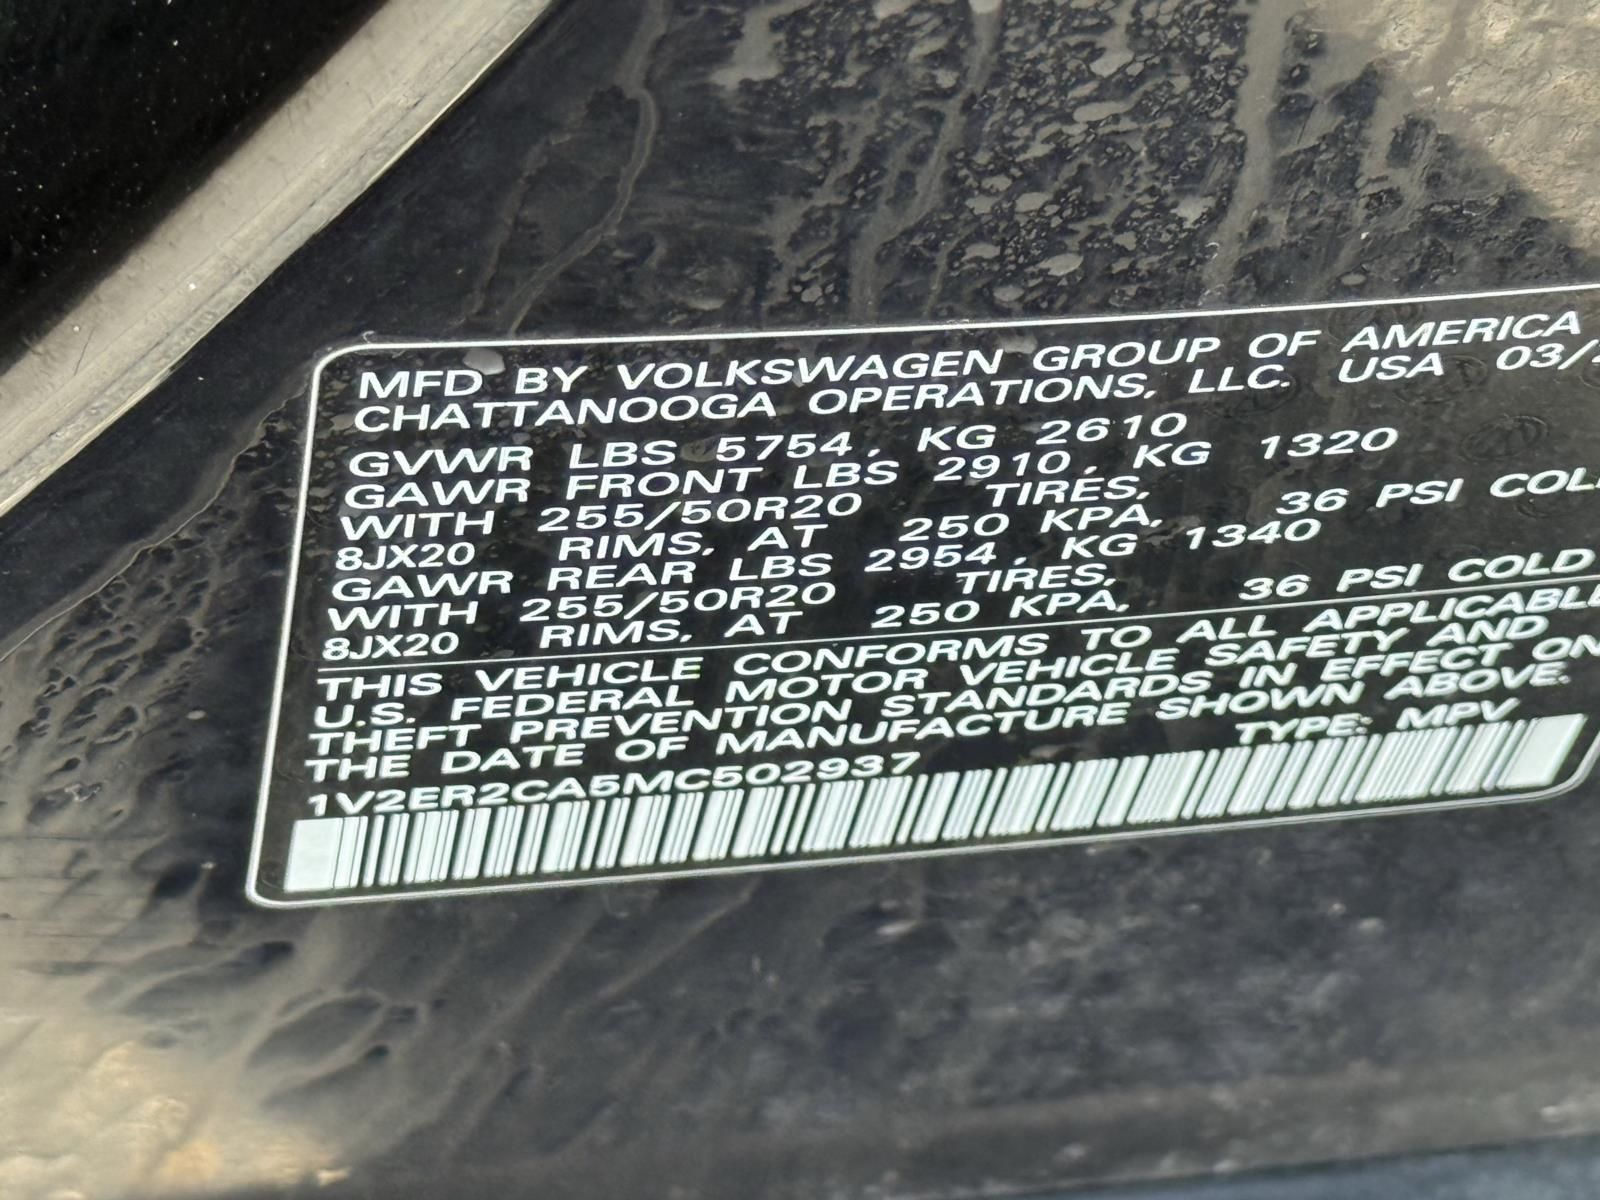 MFD BY VOLKSWAGEN GROUP OF AMERICA
CHATTANOOGA OPERATIONS, LLC. USA 03/
GVWR LBS 5754, KG 2610
GAWR FRONT LBS 2910, KG 1320
WITH 255/50R20 TIRES,
8JX20 RIMS, AT 250 KPA, 36 PSI COL
GAWR REAR LBS 2954, KG 1340
WITH 255/50R20 TIRES,
8JX20 RIMS, AT 250 KPA, 36 PSI COLD
THIS VEHICLE CONFORMS TO ALL APPLICABLE
U.S. FEDERAL MOTOR VEHICLE SAFETY AND
THEFT PREVENTION STANDARDS IN EFFECT ON
THE DATE OF MANUFACTURE SHOWN ABOVE.
1V2ER2CA5MC502937 TYPE: MPV